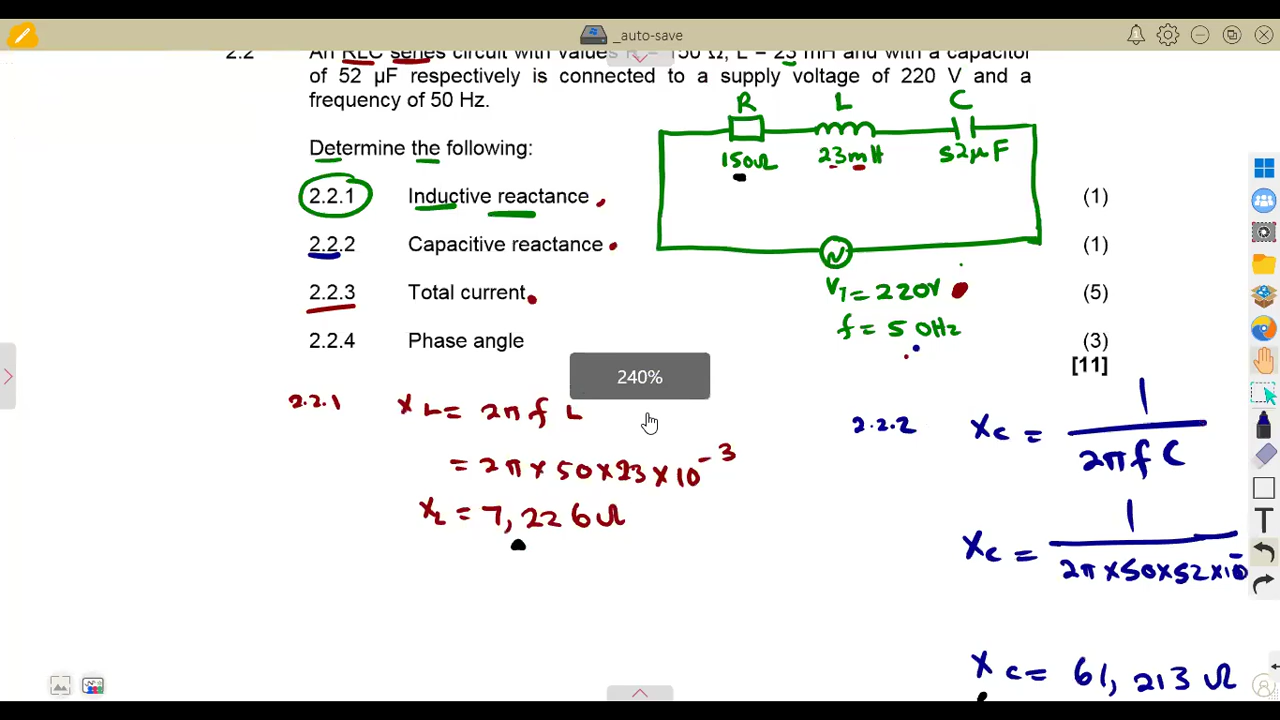 _auto-save
2.2 An RLC series circuit with values R = 150 Ω, L = 23 mH and with a capacitor
of 52 µF respectively is connected to a supply voltage of 220 V and a
frequency of 50 Hz.
R L C
150Ω 23mH 52µF
Determine the following:
2.2.1 Inductive reactance (1)
2.2.2 Capacitive reactance (1)
2.2.3 Total current (5)
VT = 220V
f = 50Hz
2.2.4 Phase angle (3)
[11]
240%
2.2.1 XL = 2πf L
= 2π × 50 × 23 × 10⁻³
XL = 7,226Ω
2.2.2 XC = 1
2πfC
XC = 1
2π×50×52×10⁻
XC = 61,213Ω
T